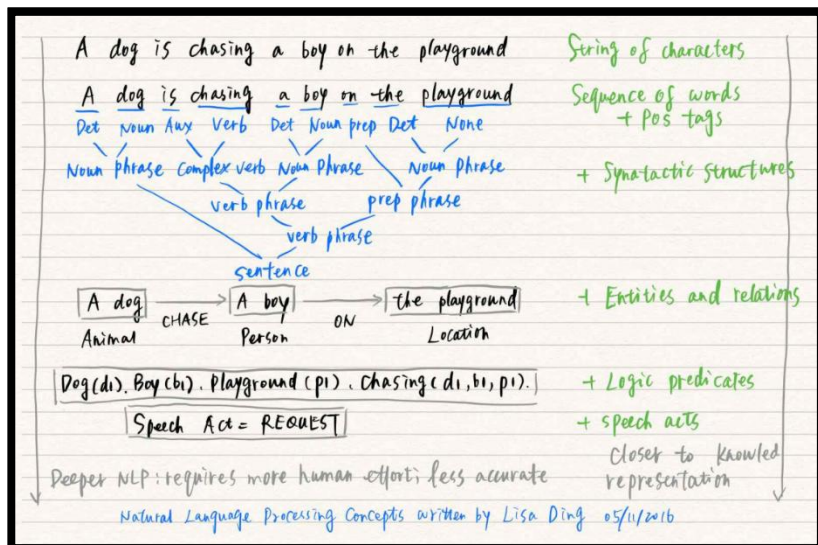 A dog is chasing a boy on the playground String of characters
A dog is chasing a boy on the playground Sequence of words
+ Pos tags
Det Noun Aux Verb Det Noun prep Det None
Noun phrase Complex verb Noun Phrase Noun Phrase + Synatactic structures
verb phrase prep phrase
verb phrase
sentence
A dog A boy the playground + Entities and relations
CHASE ON
Animal Person Location
Dog(d1). Boy(b1). Playground(p1). Chasing(d1,b1,p1). + Logic predicates
Speech Act = REQUEST + speech acts
closer to knowled
Deeper NLP: requires more human effort; less accurate representation
Natural Language Processing Concepts written by Lisa Ding 05/11/2016